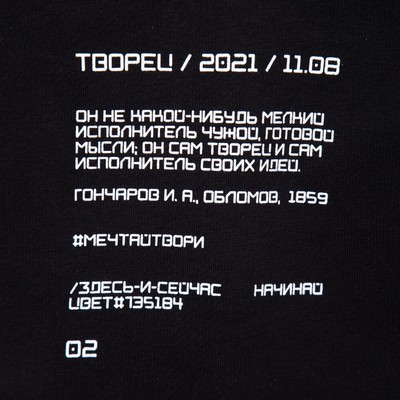 ТВОРЕЦ / 2021 / 11.08
ОН НЕ КАКОЙ-НИБУДЬ МЕЛКИЙ
ИСПОЛНИТЕЛЬ ЧУЖОЙ, ГОТОВОЙ
МЫСЛИ; ОН САМ ТВОРЕЦ И САМ
ИСПОЛНИТЕЛЬ СВОИХ ИДЕЙ.
ГОНЧАРОВ И. А., ОБЛОМОВ, 1859
#МЕЧТАЙТВОРИ
/ЗДЕСЬ-И-СЕЙЧАС НАЧИНАЙ
ЦВЕТ#735184
02